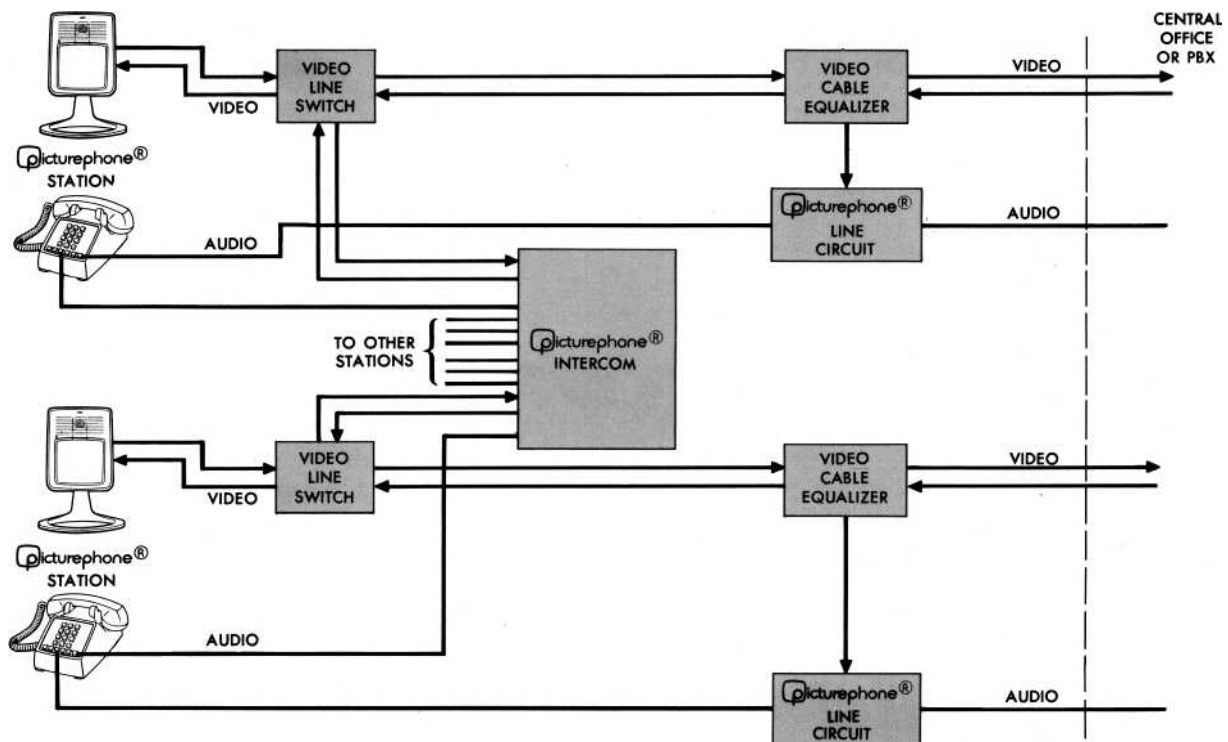 CENTRAL
OFFICE
OR PBX
VIDEO
LINE
SWITCH
VIDEO
CABLE
EQUALIZER
VIDEO
VIDEO
picturephone®
STATION
picturephone®
LINE
CIRCUIT
AUDIO
AUDIO
picturephone®
INTERCOM
TO OTHER
STATIONS
VIDEO
LINE
SWITCH
VIDEO
CABLE
EQUALIZER
VIDEO
VIDEO
picturephone®
STATION
AUDIO
picturephone®
LINE
CIRCUIT
AUDIO